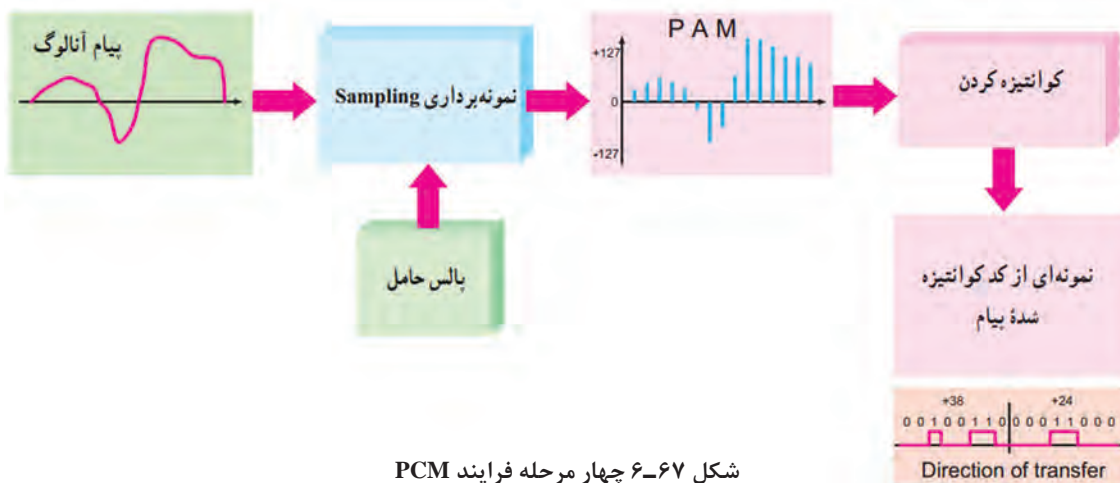 پیام آنالوگ
نمونه‌برداری Sampling
پالس حامل
P A M
+127
0
-127
کوانتیزه کردن
نمونه‌ای از کد کوانتیزه
شدهٔ پیام
+38 +24
0 0 1 0 0 1 1 0 0 0 0 1 1 0 0 0
Direction of transfer
شکل ۶۷ــ۶ چهار مرحله فرایند PCM